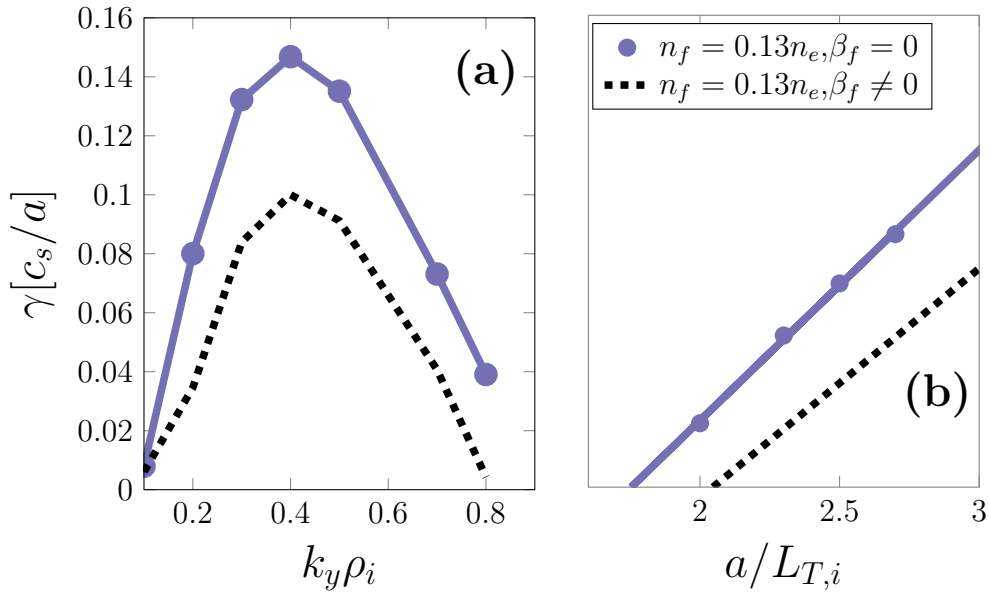 0.16
0.14
0.12
0.1
0.08
0.06
0.04
0.02
0
γ[c_s/a]
(a)
0.2
0.4
0.6
0.8
k_yρ_i
n_f = 0.13n_e,β_f = 0
n_f = 0.13n_e,β_f ≠ 0
(b)
2
2.5
3
a/L_{T,i}